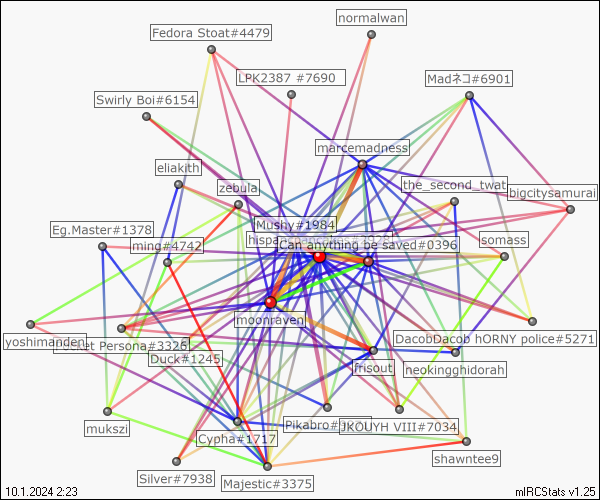 normalwan
Fedora Stoat#4479
LPK2387 #7690
Madネコ#6901
Swirly Boi#6154
marcemadness
eliakith
zebula
the_second_twat
bigcitysamurai
Mushy#1984
Eg.Master#1378
ming#4742
Can anything be saved#0396
somass
moonraven
yoshimanden
Persona#3326
DacobDacob hORNY police#5271
Duck#1245
frisout
neokingghidorah
mukszi
Cypha#1717
JKOUYH VIII#7034
shawntee9
Silver#7938
Majestic#3375
10.1.2024 2:23
mIRCStats v1.25